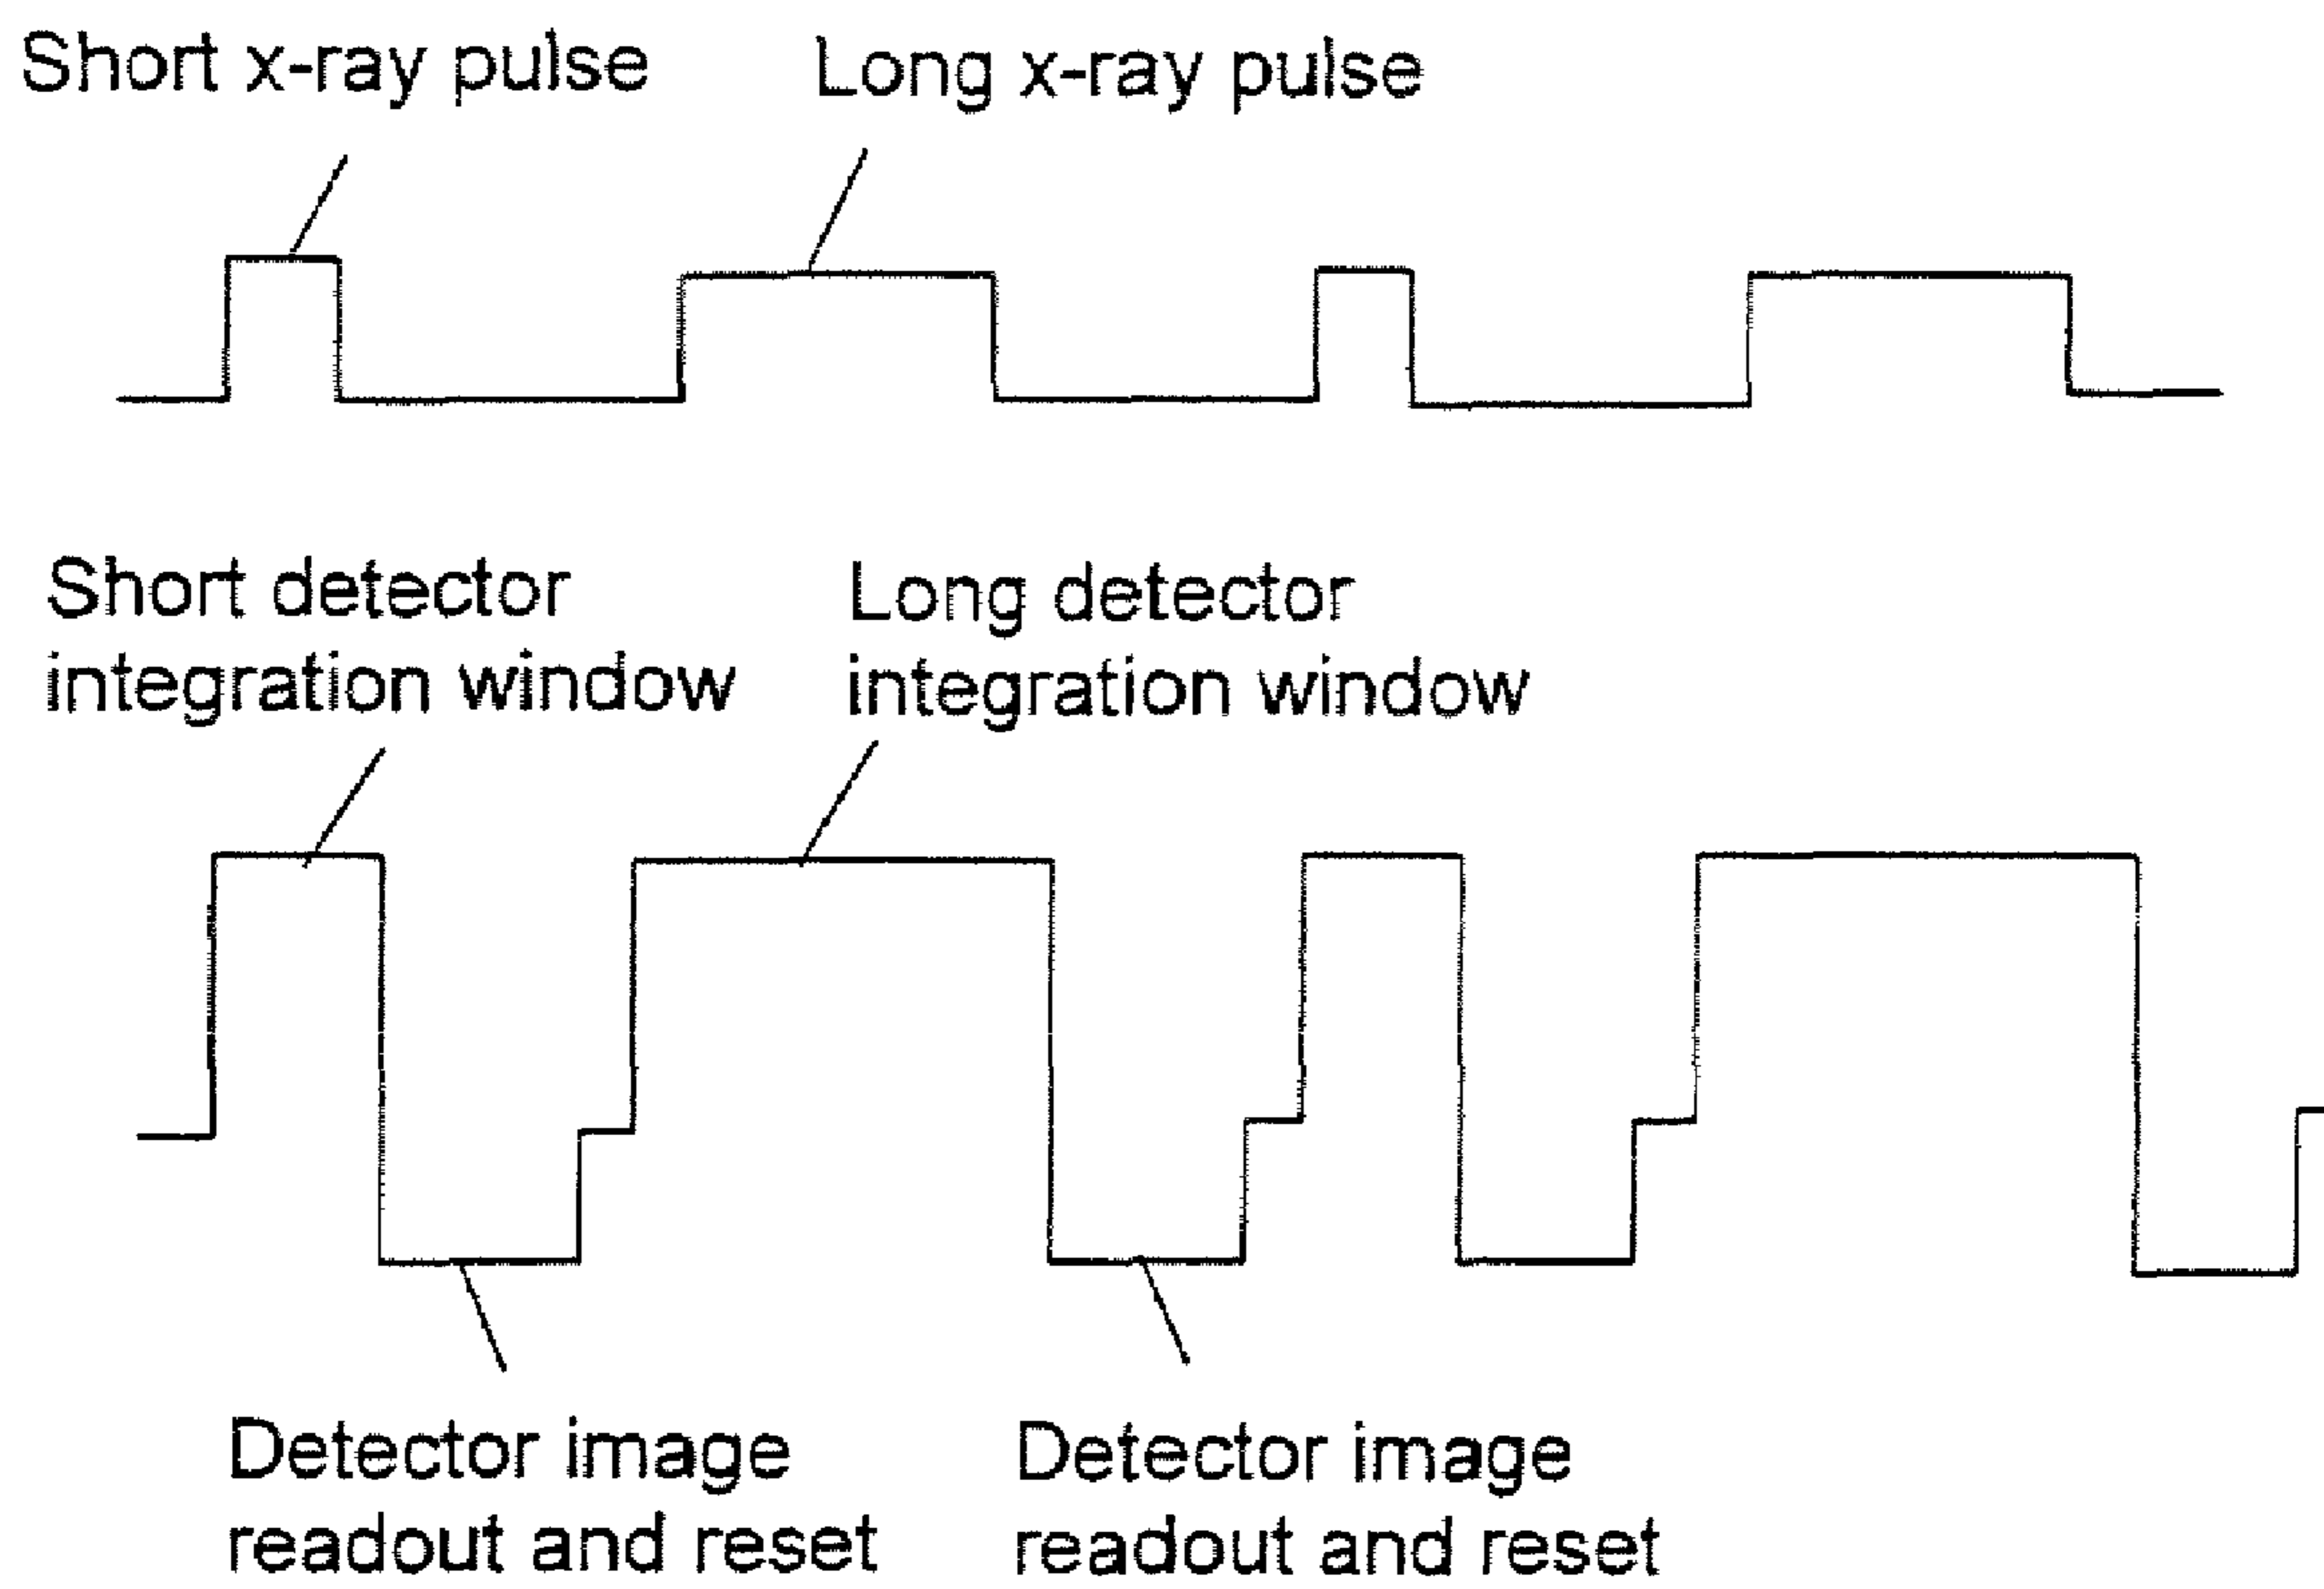 Short x-ray pulse
Long x-ray pulse
Short detector
integration window
Long detector
integration window
Detector image
readout and reset
Detector image
readout and reset